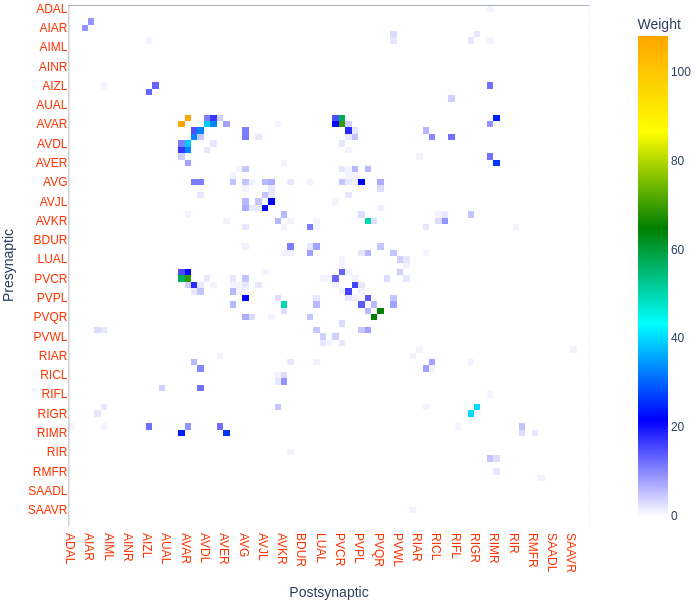 Weight
100
80
60
40
20
0
Presynaptic
ADAL
AIAR
AIML
AINR
AIZL
AUAL
AVAR
AVDL
AVER
AVG
AVJL
AVKR
BDUR
LUAL
PVCR
PVPL
PVQR
PVWL
RIAR
RICL
RIFL
RIGR
RIMR
RIR
RMFR
SAADL
SAAVR
ADAL
AIAR
AIML
AINR
AIZL
AUAL
AVAR
AVDL
AVER
AVG
AVJL
AVKR
BDUR
LUAL
PVCR
PVPL
PVQR
PVWL
RIAR
RICL
RIFL
RIGR
RIMR
RIR
RMFR
SAADL
SAAVR
Postsynaptic